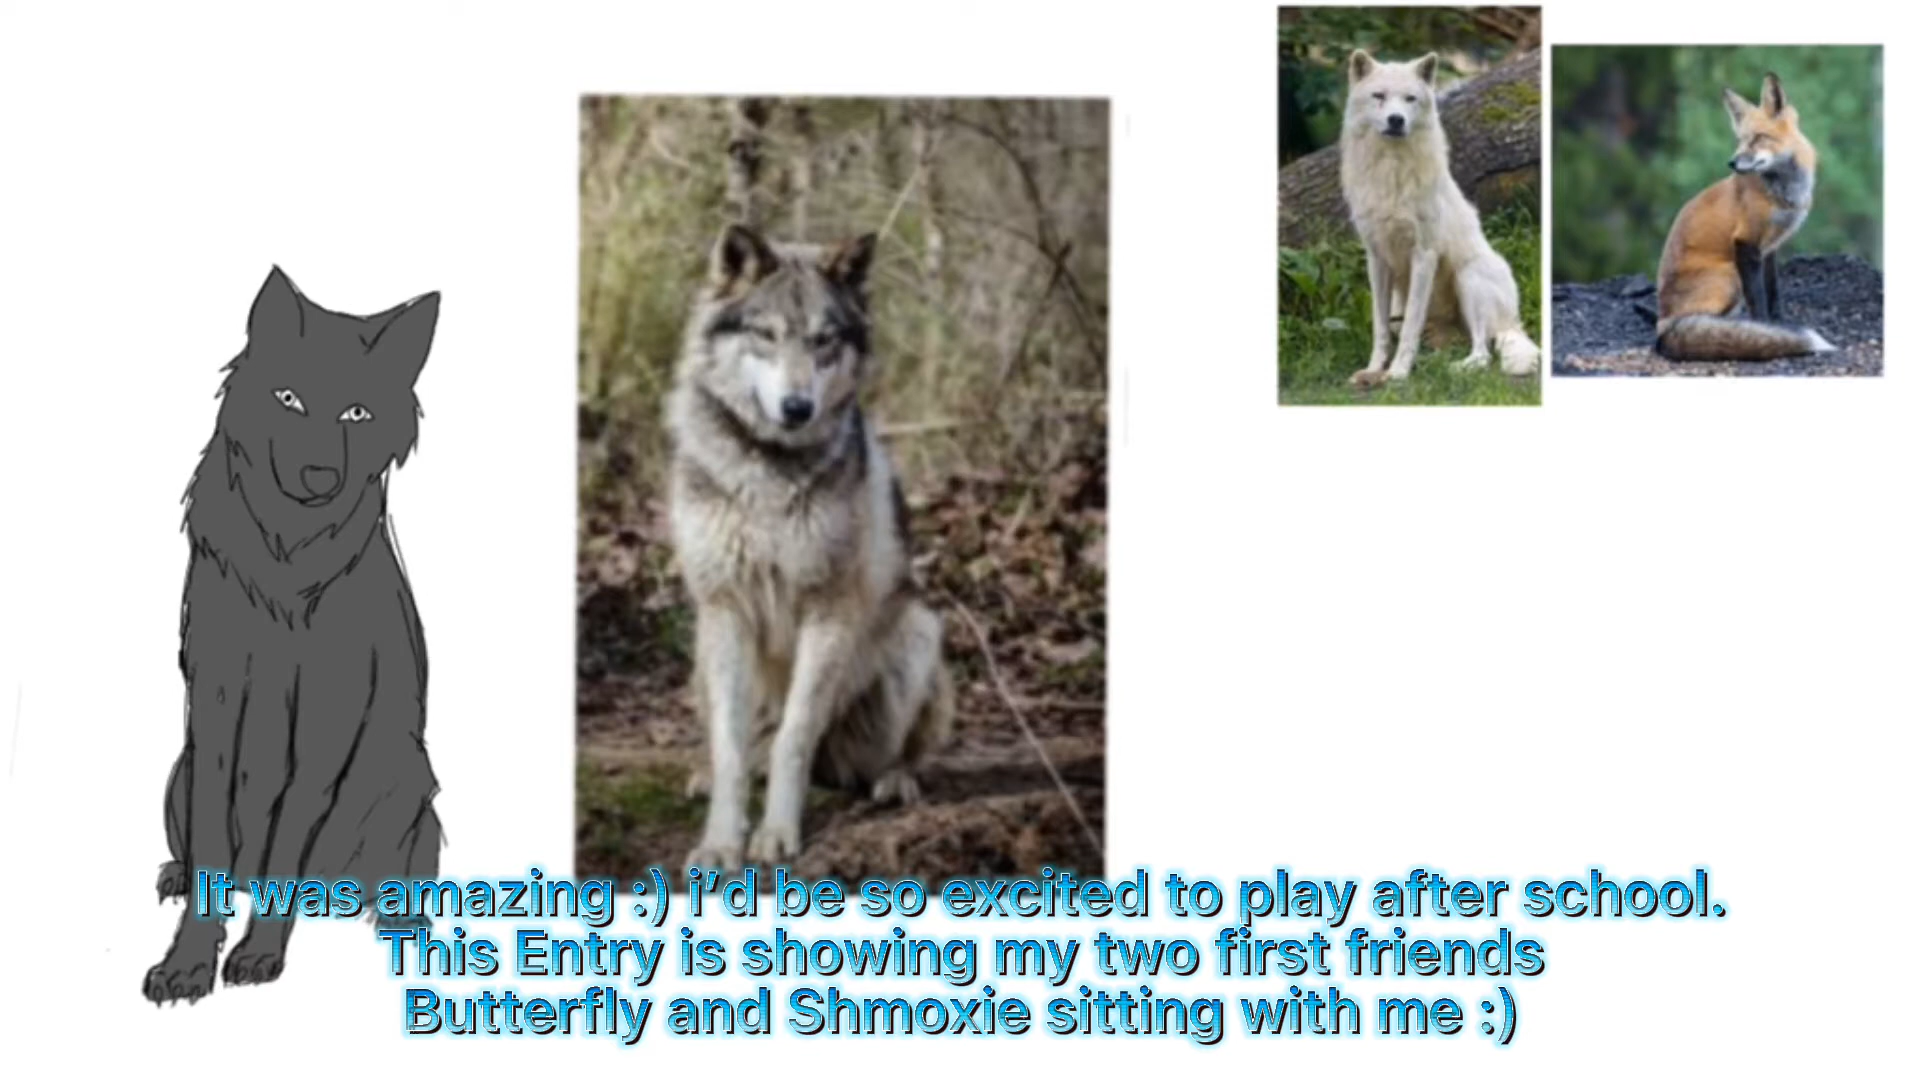 It was amazing :) i'd be so excited to play after school.
This Entry is showing my two first friends
Butterfly and Shmoxie sitting with me :)